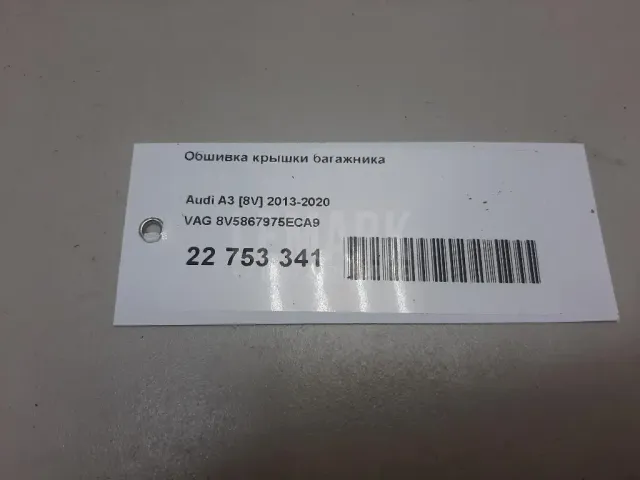 Обшивка крышки багажника
Audi A3 [8V] 2013-2020
VAG 8V5867975ECA9
22 753 341